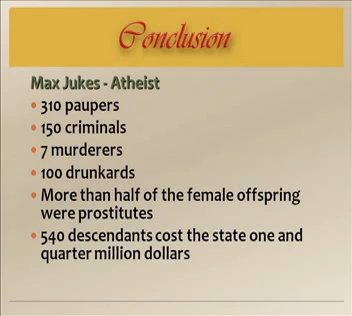 Conclusion
Max Jukes - Atheist
• 310 paupers
• 150 criminals
• 7 murderers
• 100 drunkards
• More than half of the female offspring
were prostitutes
• 540 descendants cost the state one and
quarter million dollars